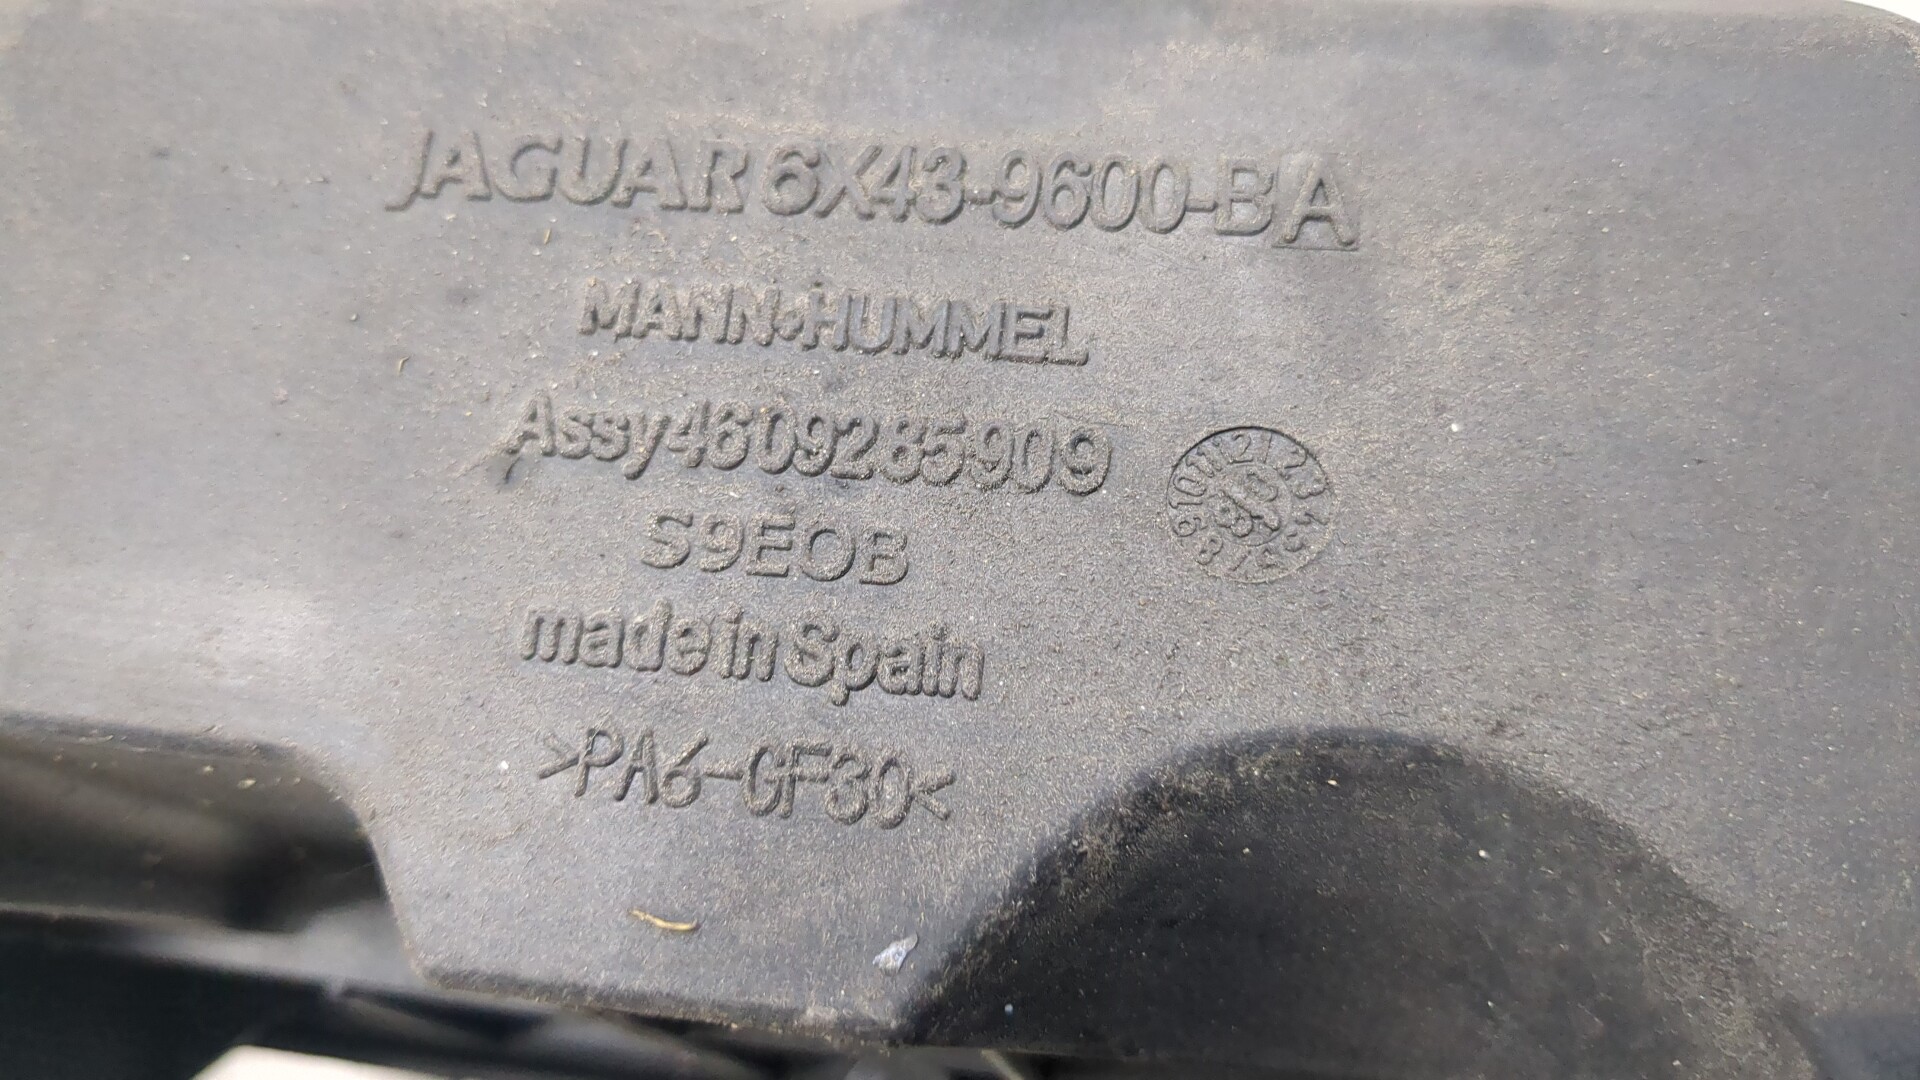 JAGUAR 6X43-9600-BA
MANN+HUMMEL
Assy4609285909
S9EOB
made in Spain
>PA6-GF30<